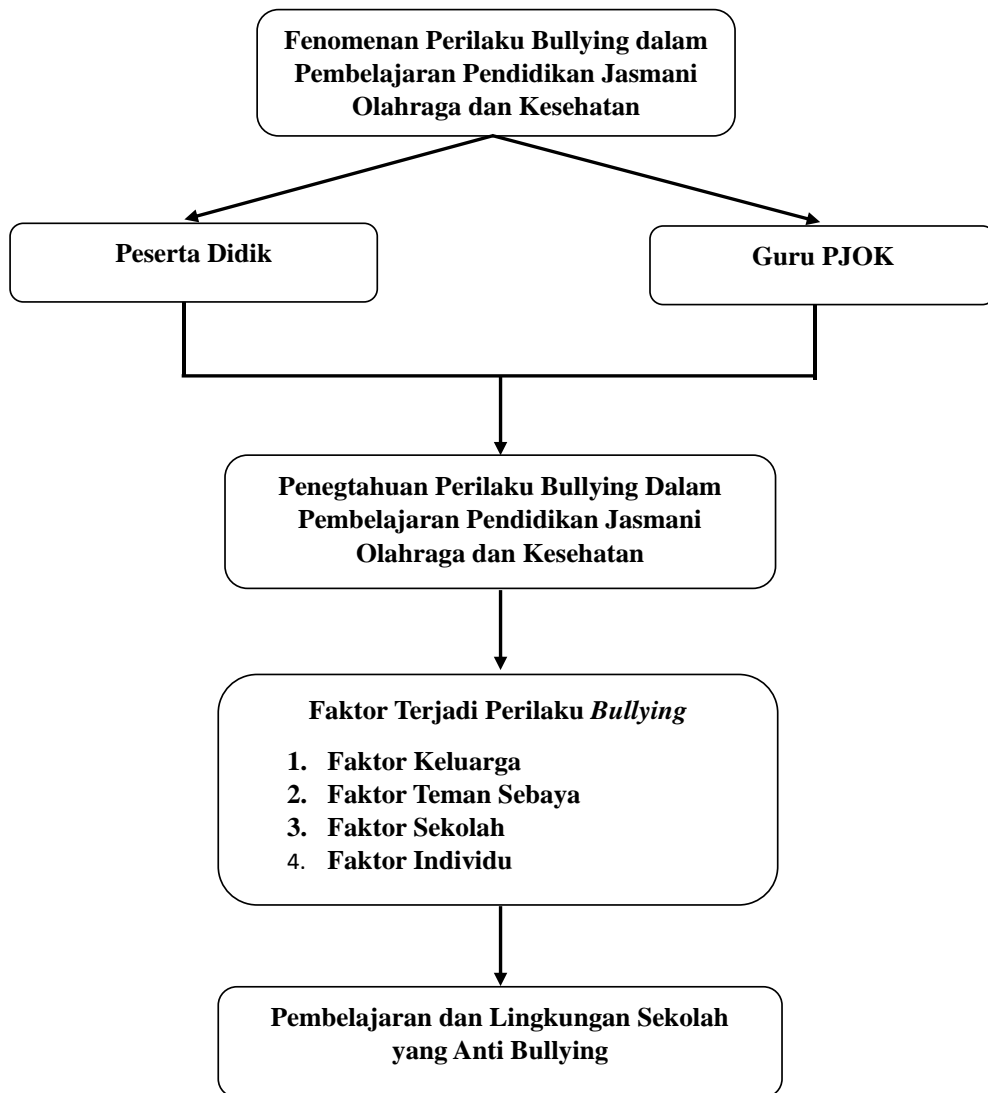 Fenomenan Perilaku Bullying dalam
Pembelajaran Pendidikan Jasmani
Olahraga dan Kesehatan
Peserta Didik
Guru PJOK
Penegtahuan Perilaku Bullying Dalam
Pembelajaran Pendidikan Jasmani
Olahraga dan Kesehatan
Faktor Terjadi Perilaku Bullying
1. Faktor Keluarga
2. Faktor Teman Sebaya
3. Faktor Sekolah
4. Faktor Individu
Pembelajaran dan Lingkungan Sekolah
yang Anti Bullying